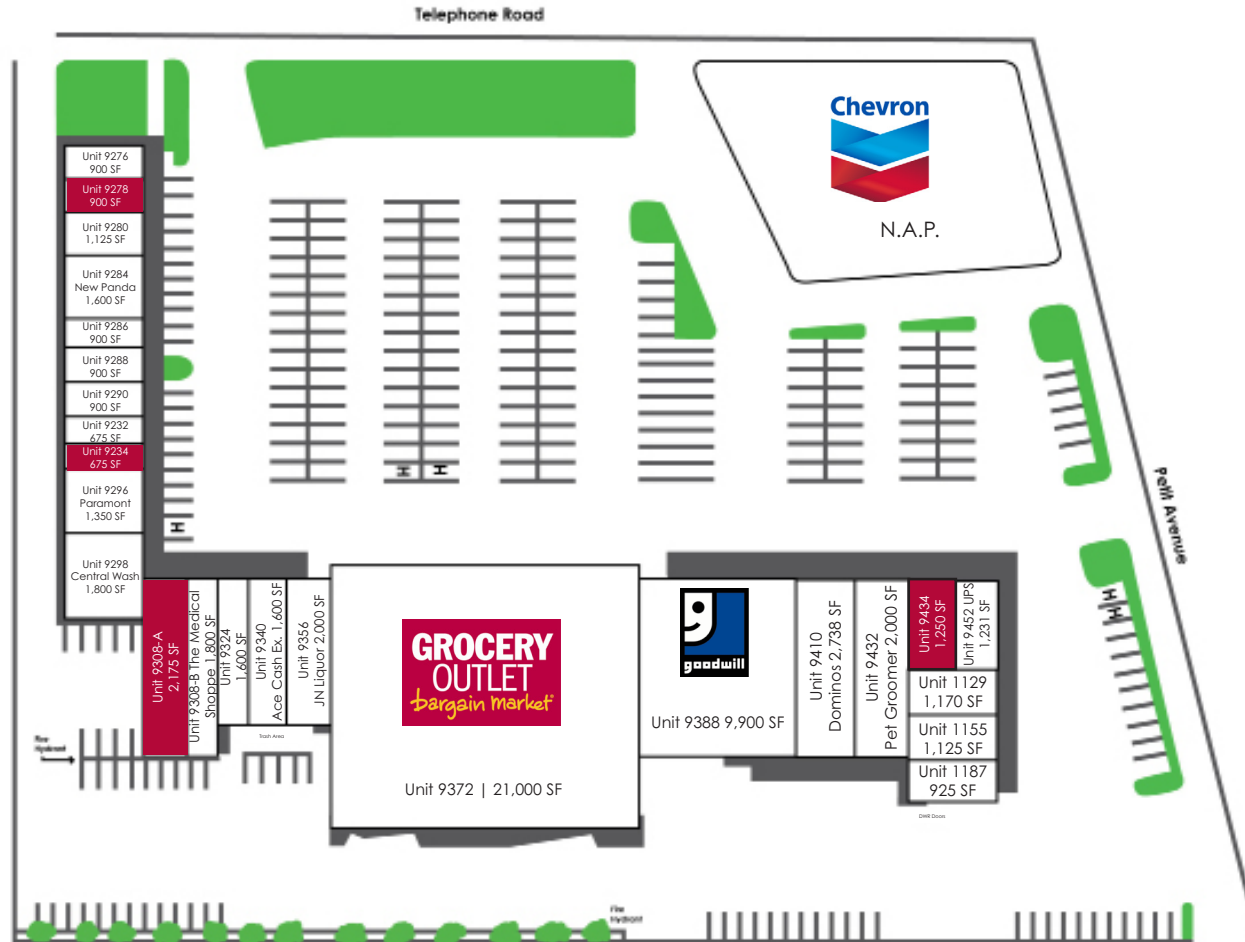 Telephone Road
Chevron
N.A.P.
Unit 9276
900 SF
Unit 9278
900 SF
Unit 9280
1,125 SF
Unit 9284
New Panda
1,600 SF
Unit 9286
900 SF
Unit 9288
900 SF
Unit 9290
900 SF
Unit 9232
675 SF
Unit 9234
675 SF
Unit 9296
Paramont
1,350 SF
Unit 9298
Central Wash
1,800 SF
H
H
H
Petit Avenue
H
H
Unit 9308-A
2,175 SF
Unit 9308-B The Medical
Shoppe 1,800 SF
Unit 9324
1,600 SF
Unit 9340
Ace Cash Ex. 1,600 SF
Unit 9356
JN Liquor 2,000 SF
GROCERY
OUTLET
bargain market
Unit 9372 | 21,000 SF
goodwill
Unit 9388 9,900 SF
Unit 9410
Dominos 2,738 SF
Unit 9432
Pet Groomer 2,000 SF
Unit 9434
1,250 SF
Unit 9452 UPS
1,231 SF
Unit 1129
1,170 SF
Unit 1155
1,125 SF
Unit 1187
925 SF
Fire
Hydrant
Trash Area
DWR Doors
Fire
Hydrant